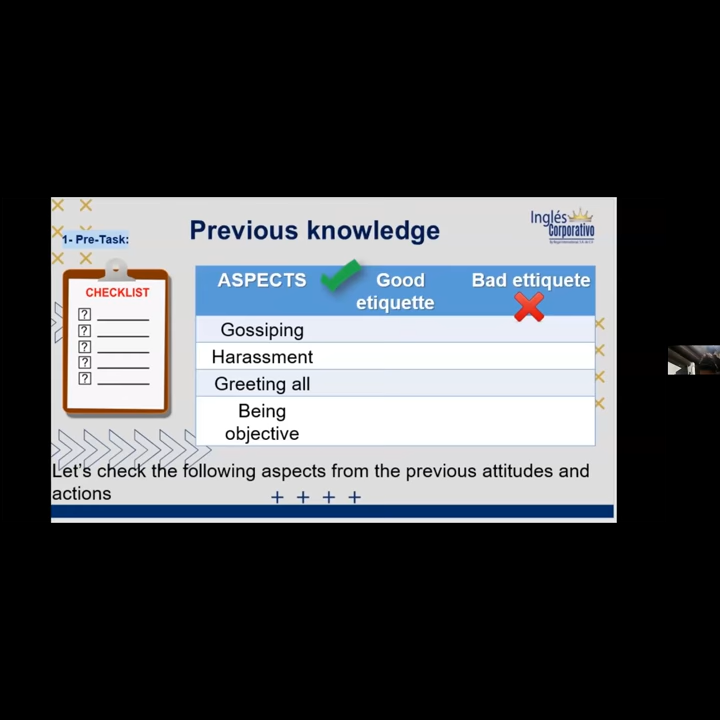 Inglés
Corporativo
1- Pre-Task:
Previous knowledge
CHECKLIST
ASPECTS
Good
etiquette
Bad ettiquete
Gossiping
Harassment
Greeting all
Being
objective
Let's check the following aspects from the previous attitudes and
actions